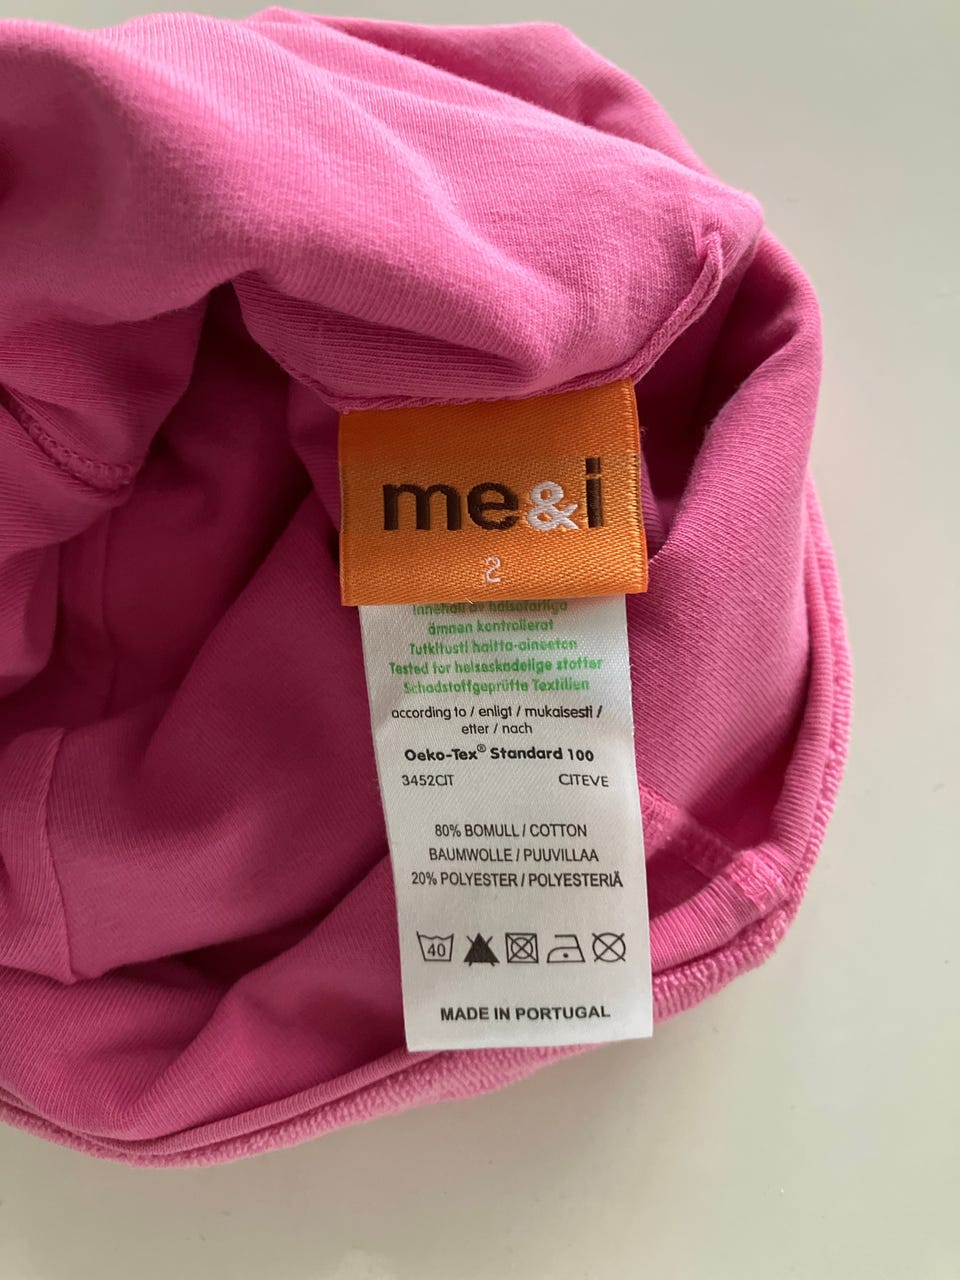 me&i
2
Innehåll av hälsofarliga
ämnen kontrollerat
Tutkitusti haitta-aineeton
Tested for helseskadelige stoffer
Schadstoffgeprüfte Textilien
according to / enligt / mukaisesti /
etter / nach
Oeko-Tex® Standard 100
3452CIT CITEVE
80% BOMULL / COTTON
BAUMWOLLE / PUUVILLAA
20% POLYESTER / POLYESTERIÄ
40
MADE IN PORTUGAL